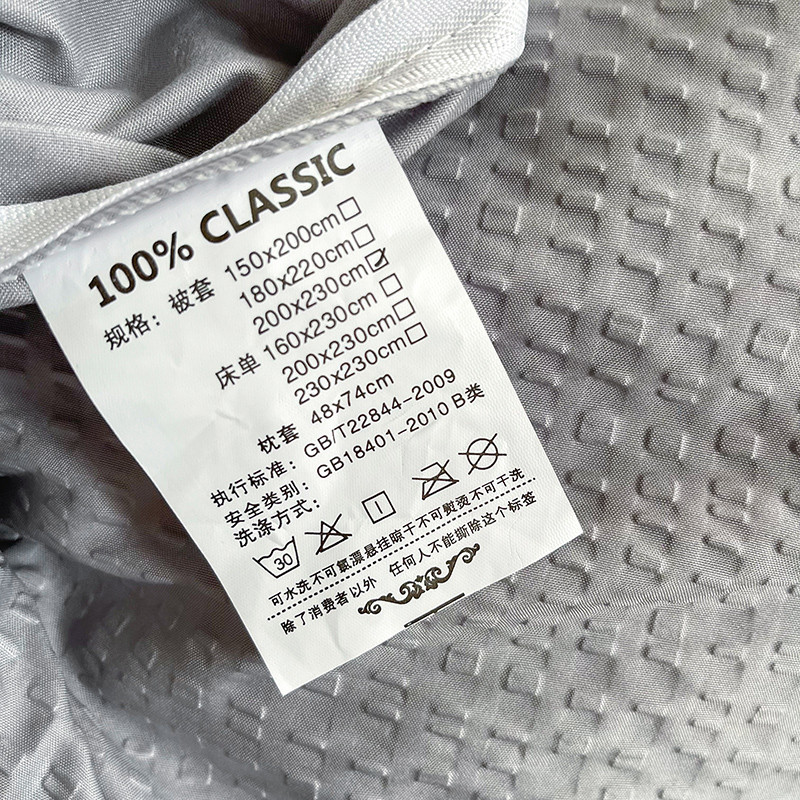 100% CLASSIC
规格：被套 150x200cm□
180x220cm□
200x230cm☑
床单 160x230cm□
200x230cm□
230x230cm□
枕套 48x74cm
执行标准：GB/T22844-2009
安全类别：GB18401-2010 B类
洗涤方式：
30
可水洗不可氯漂悬挂晾干不可熨烫不可干洗
除了消费者以外 任何人不能撕除这个标签